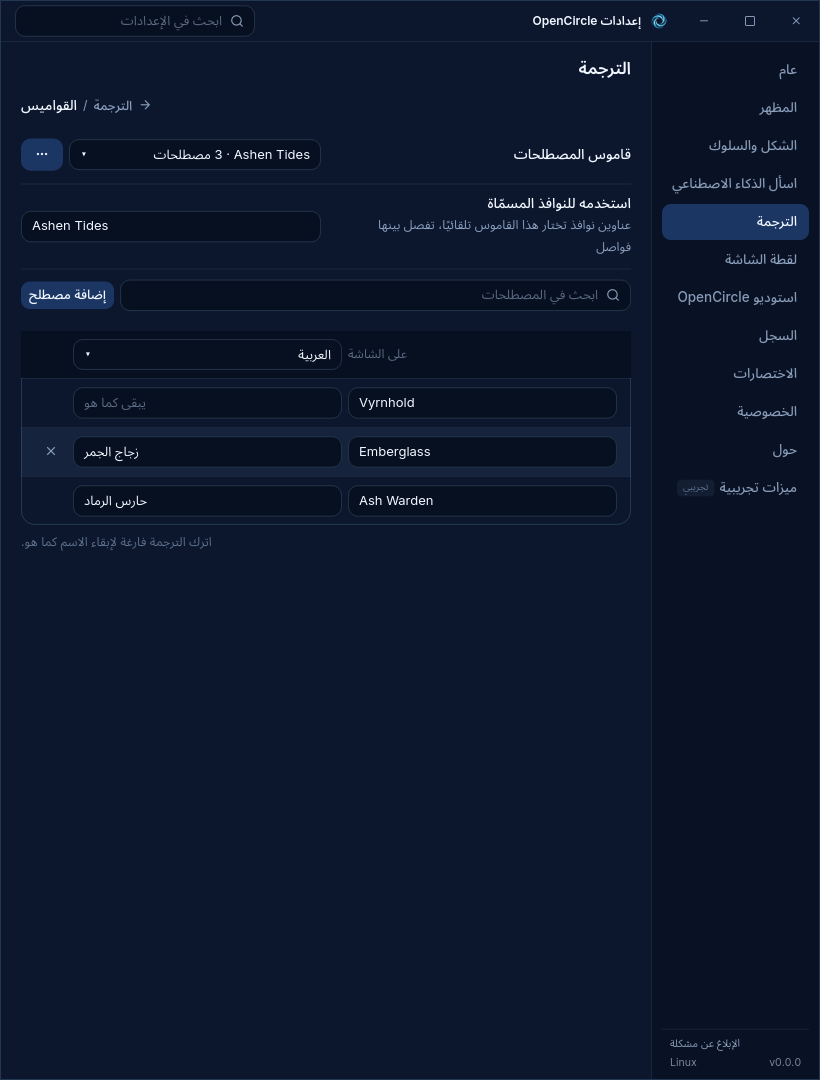 إعدادات OpenCircle
ابحث في الإعدادات
عام
المظهر
الشكل والسلوك
اسأل الذكاء الاصطناعي
الترجمة
لقطة الشاشة
استوديو OpenCircle
السجل
الاختصارات
الخصوصية
حول
ميزات تجريبية تجريبي
الإبلاغ عن مشكلة
v0.0.0 Linux
الترجمة
الترجمة / القواميس
قاموس المصطلحات
Ashen Tides · 3 مصطلحات
استخدمه للنوافذ المسمّاة
عناوين نوافذ تختار هذا القاموس تلقائيًا، تفصل بينها
فواصل
Ashen Tides
ابحث في المصطلحات
إضافة مصطلح
على الشاشة
العربية
Vyrnhold
يبقى كما هو
Emberglass
زجاج الجمر
Ash Warden
حارس الرماد
اترك الترجمة فارغة لإبقاء الاسم كما هو.